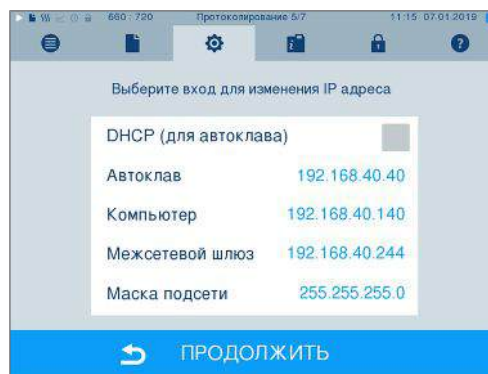 660 : 720 Протоколирование 5/7 11:15 07.01.2019
Выберите вход для изменения IP адреса
DHCP (для автоклава)
Автоклав 192.168.40.40
Компьютер 192.168.40.140
Межсетевой шлюз 192.168.40.244
Маска подсети 255.255.255.0
ПРОДОЛЖИТЬ